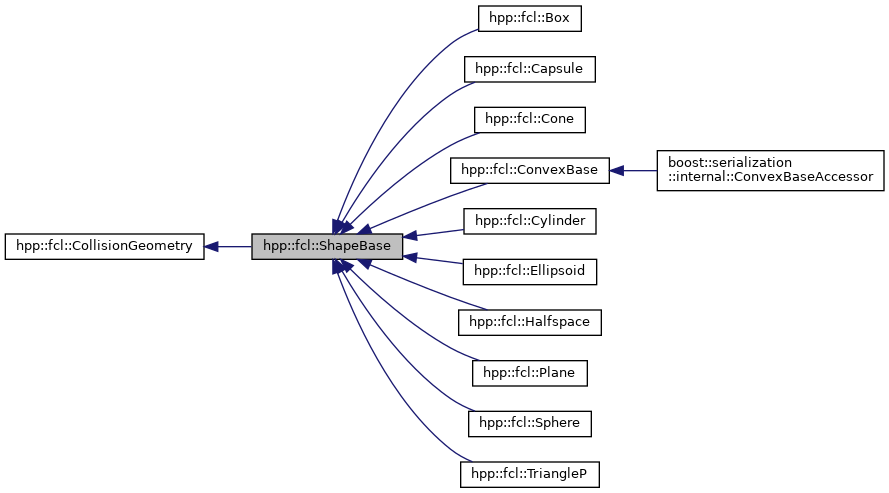 hpp::fcl::Box
hpp::fcl::Capsule
hpp::fcl::Cone
hpp::fcl::ConvexBase
boost::serialization
::internal::ConvexBaseAccessor
hpp::fcl::Cylinder
hpp::fcl::CollisionGeometry
hpp::fcl::ShapeBase
hpp::fcl::Ellipsoid
hpp::fcl::Halfspace
hpp::fcl::Plane
hpp::fcl::Sphere
hpp::fcl::TriangleP